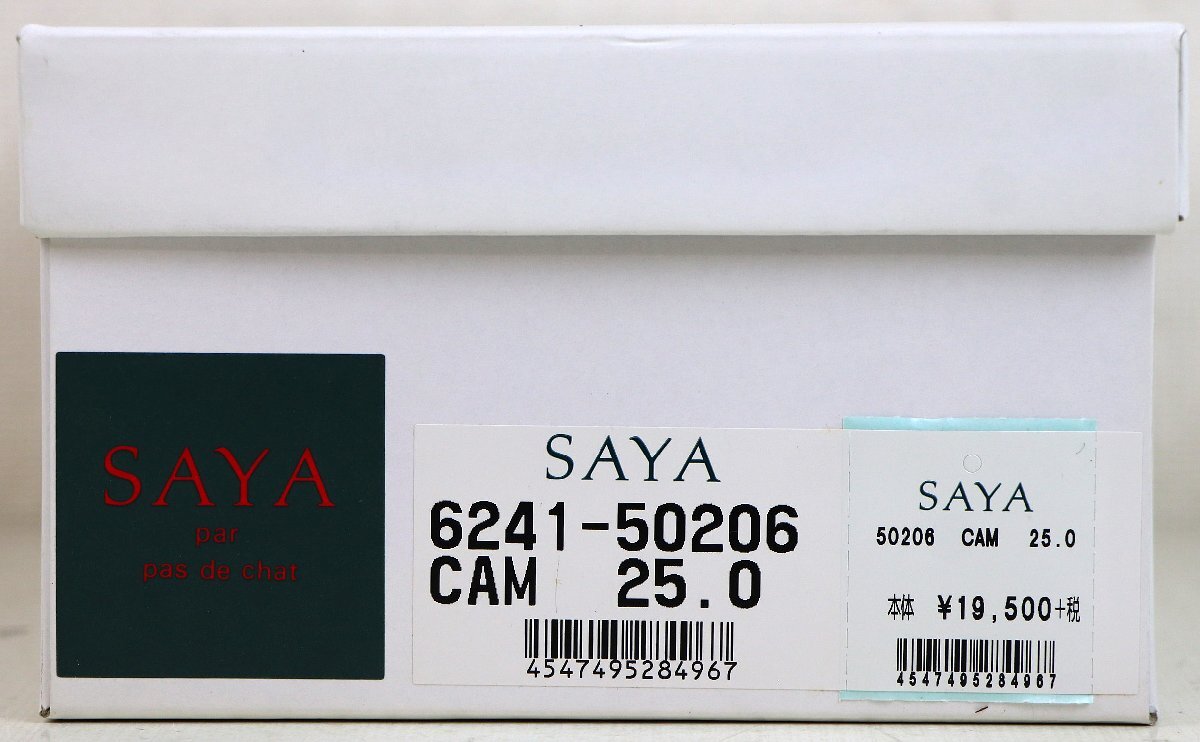 SAYA
par
pas de chat
SAYA
6241-50206
CAM 25.0
4547495284967
SAYA
50206 CAM 25.0
本体 ¥19,500+税
4547495284967